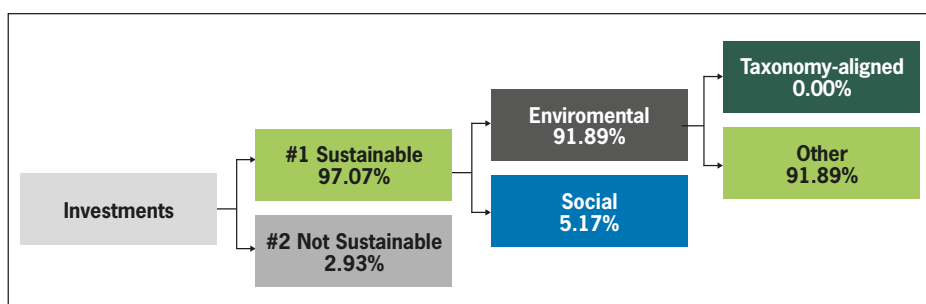 Investments
#1 Sustainable
97.07%
#2 Not Sustainable
2.93%
Enviromental
91.89%
Social
5.17%
Taxonomy-aligned
0.00%
Other
91.89%